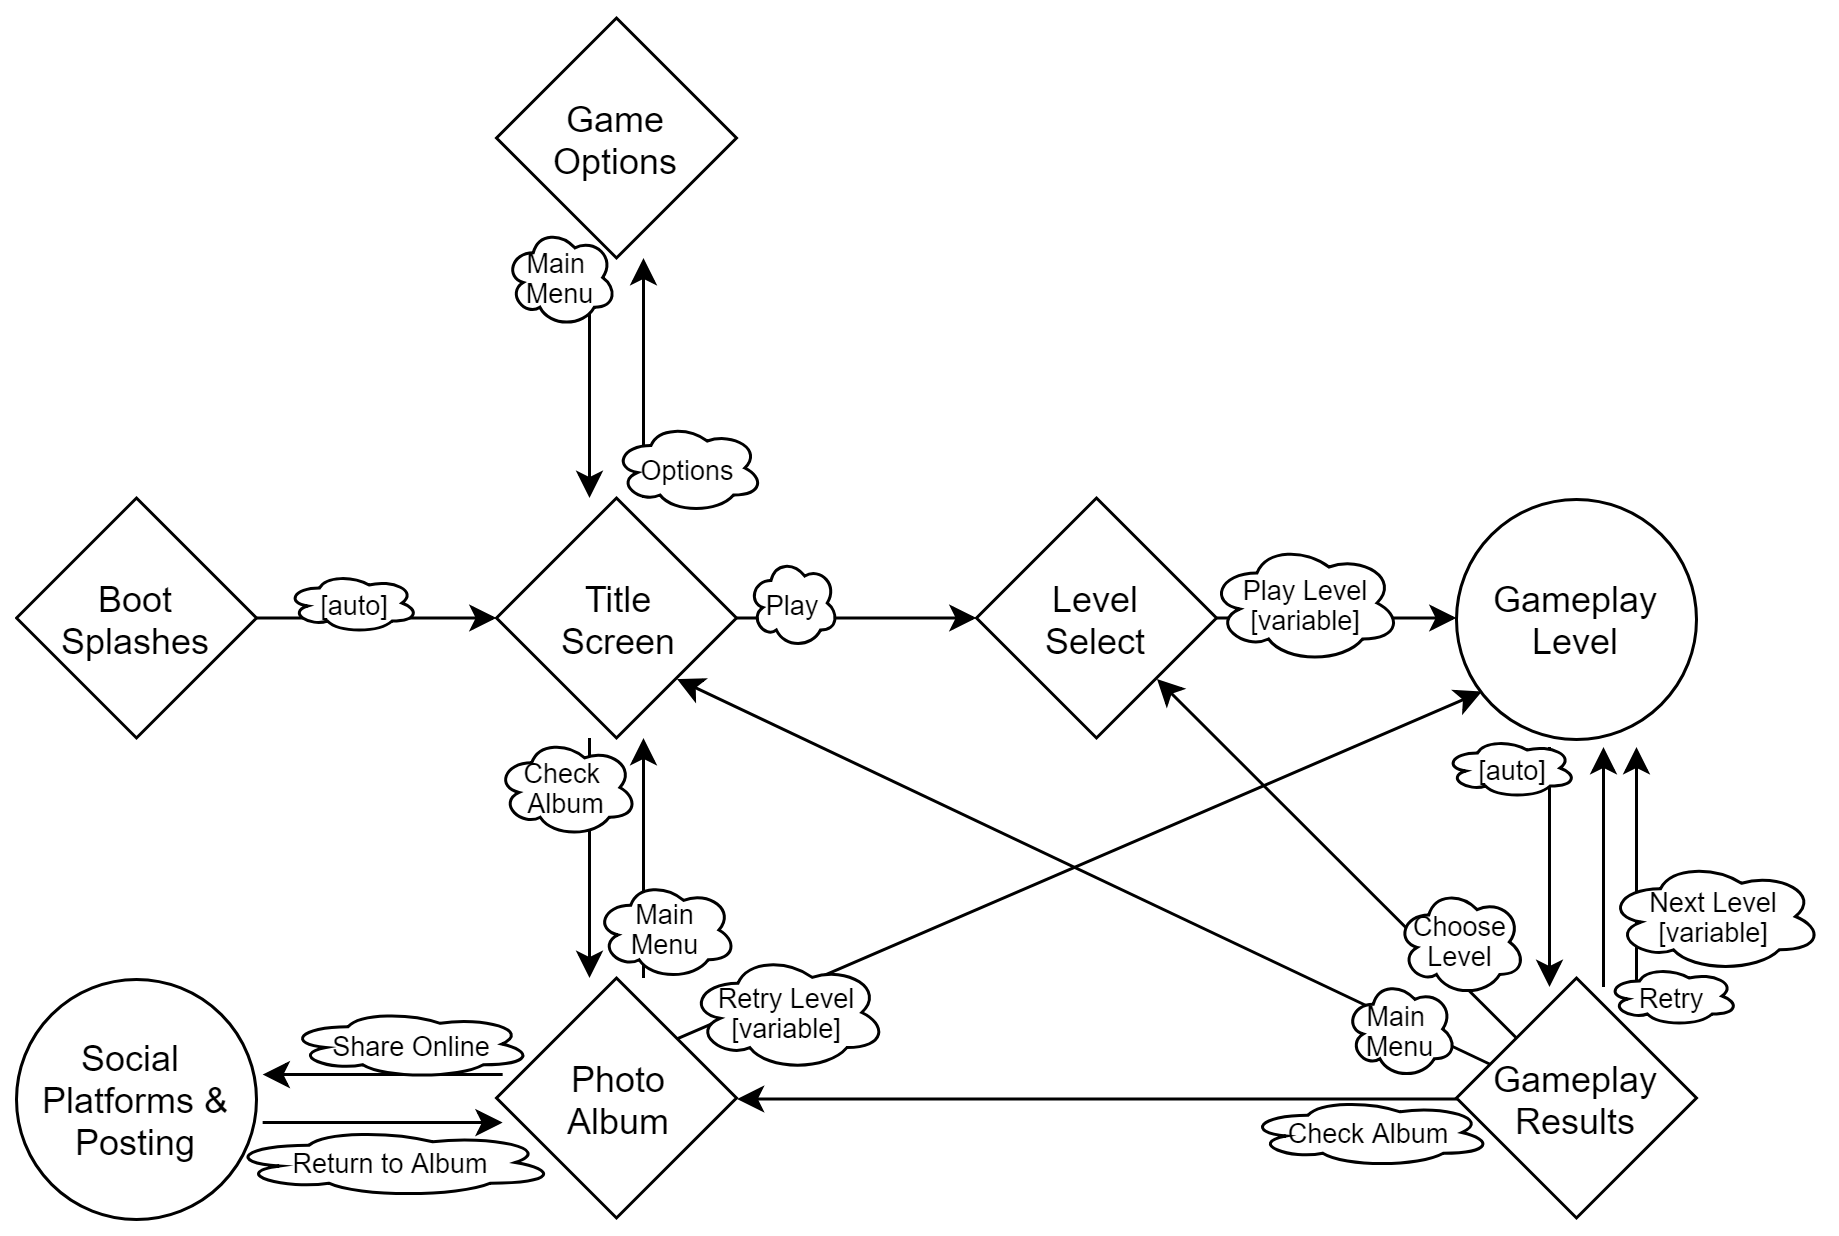 Game
Options
Main
Menu
Options
Boot
Splashes
[auto]
Title
Screen
Play
Level
Select
Play Level
[variable]
Gameplay
Level
Check
Album
[auto]
Main
Menu
Next Level
[variable]
Choose
Level
Retry Level
[variable]
Retry
Main
Menu
Social
Platforms &
Posting
Share Online
Return to Album
Photo
Album
Check Album
Gameplay
Results